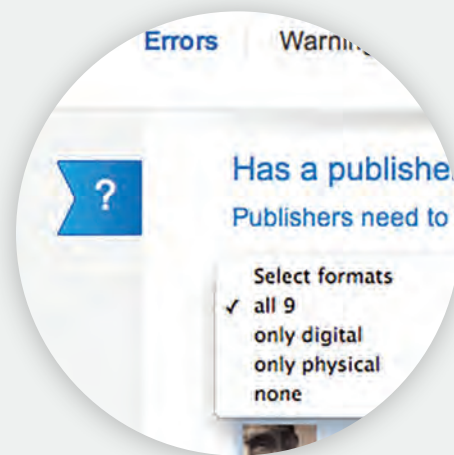 Errors
?
Has a
Publishers need to
Select formats
✓ all 9
only digital
only physical
none